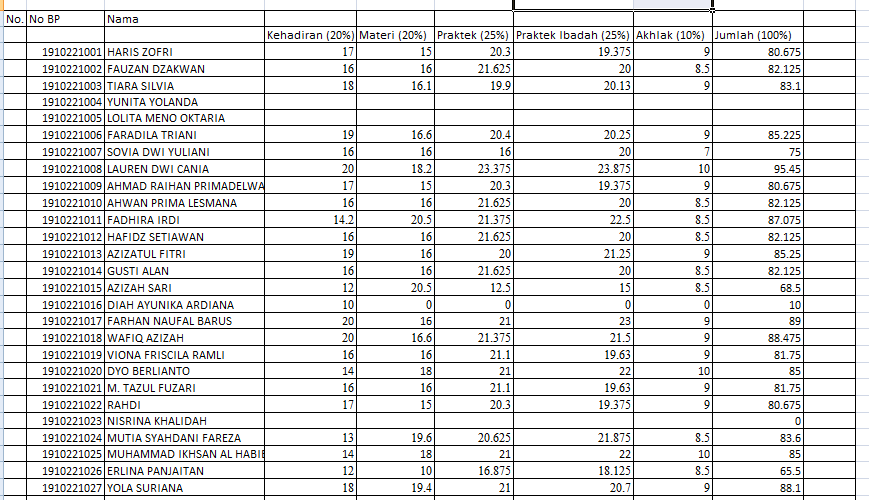 No. No BP Nama
Kehadiran (20%) Materi (20%) Praktek (25%) Praktek Ibadah (25%) Akhlak (10%) Jumlah (100%)
1910221001 HARIS ZOFRI 17 15 20.3 19.375 9 80.675
1910221002 FAUZAN DZAKWAN 16 16 21.625 20 8.5 82.125
1910221003 TIARA SILVIA 18 16.1 19.9 20.13 9 83.1
1910221004 YUNITA YOLANDA
1910221005 LOLITA MENO OKTARIA
1910221006 FARADILA TRIANI 19 16.6 20.4 20.25 9 85.225
1910221007 SOVIA DWI YULIANI 16 16 16 20 7 75
1910221008 LAUREN DWI CANIA 20 18.2 23.375 23.875 10 95.45
1910221009 AHMAD RAIHAN PRIMADELWA 17 15 20.3 19.375 9 80.675
1910221010 AHWAN PRIMA LESMANA 16 16 21.625 20 8.5 82.125
1910221011 FADHIRA IRDI 14.2 20.5 21.375 22.5 8.5 87.075
1910221012 HAFIDZ SETIAWAN 16 16 21.625 20 8.5 82.125
1910221013 AZIZATUL FITRI 19 16 20 21.25 9 85.25
1910221014 GUSTI ALAN 16 16 21.625 20 8.5 82.125
1910221015 AZIZAH SARI 12 20.5 12.5 15 8.5 68.5
1910221016 DIAH AYUNIKA ARDIANA 10 0 0 0 0 10
1910221017 FARHAN NAUFAL BARUS 20 16 21 23 9 89
1910221018 WAFIQ AZIZAH 20 16.6 21.375 21.5 9 88.475
1910221019 VIONA FRISCILA RAMLI 16 16 21.1 19.63 9 81.75
1910221020 DYO BERLIANTO 14 18 21 22 10 85
1910221021 M. TAZUL FUZARI 16 16 21.1 19.63 9 81.75
1910221022 RAHDI 17 15 20.3 19.375 9 80.675
1910221023 NISRINA KHALIDAH 0
1910221024 MUTIA SYAHDANI FAREZA 13 19.6 20.625 21.875 8.5 83.6
1910221025 MUHAMMAD IKHSAN AL HABIE 14 18 21 22 10 85
1910221026 ERLINA PANJAITAN 12 10 16.875 18.125 8.5 65.5
1910221027 YOLA SURIANA 18 19.4 21 20.7 9 88.1